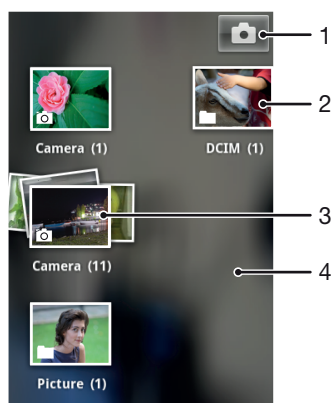 1
2
Camera (1)
DCIM (1)
3
Camera (11)
4
Picture (1)